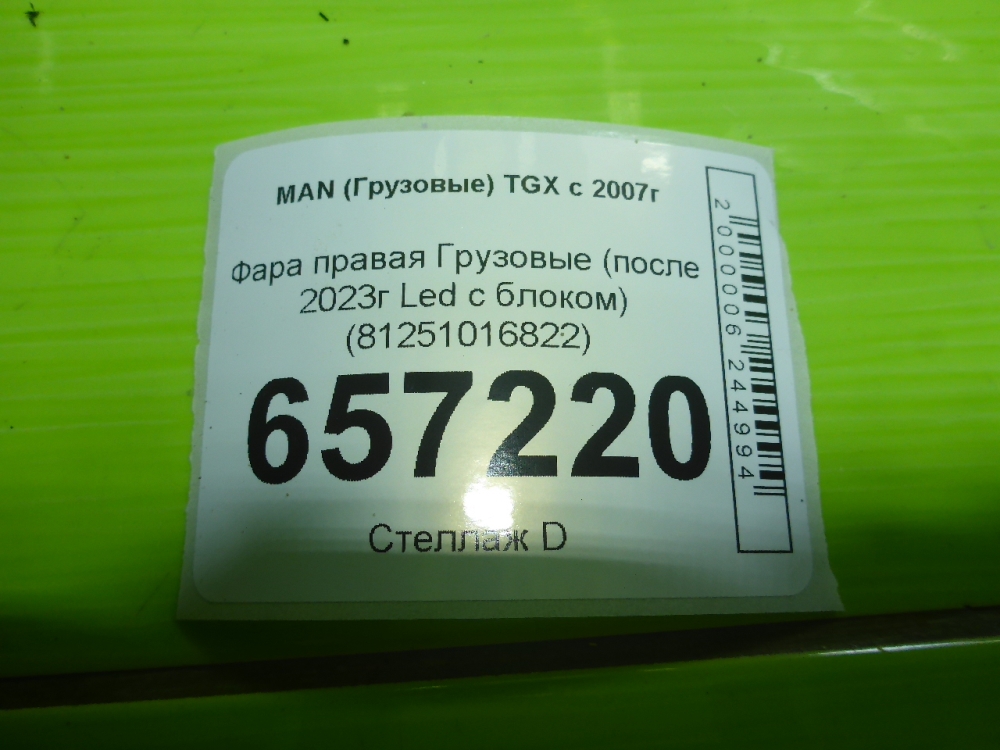 MAN (Грузовые) TGX с 2007г
Фара правая Грузовые (после
2023г Led с блоком)
(81251016822)
657220
Стеллаж D
2000006244994